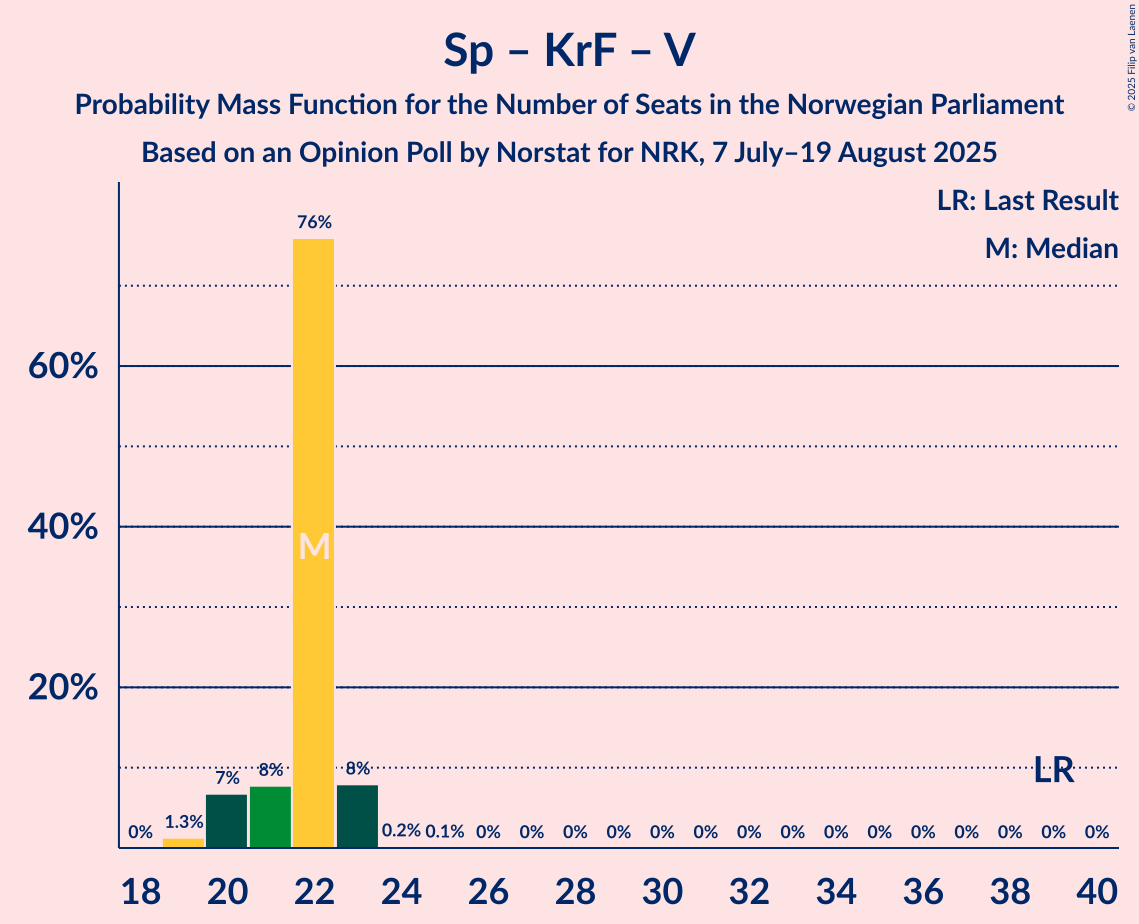 Sp – KrF – V
Probability Mass Function for the Number of Seats in the Norwegian Parliament
Based on an Opinion Poll by Norstat for NRK, 7 July–19 August 2025
© 2025 Filip van Laenen
LR: Last Result
M: Median
76%
60%
40%
M
20%
LR
0% 1.3% 7% 8% 8% 0.2% 0.1% 0% 0% 0% 0% 0% 0% 0% 0% 0% 0% 0% 0% 0% 0% 0%
18 20 22 24 26 28 30 32 34 36 38 40